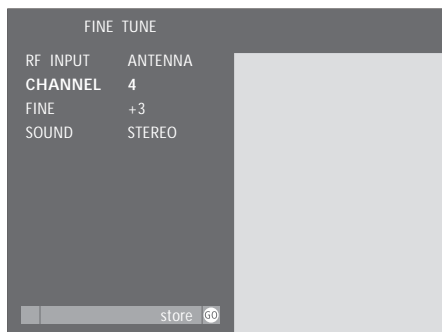 FINE TUNE
RF INPUT ANTENNA
CHANNEL 4
FINE +3
SOUND STEREO
store GO